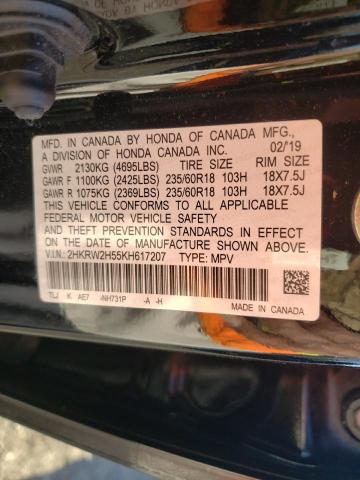 MFD. IN CANADA BY HONDA OF CANADA MFG.,
A DIVISION OF HONDA CANADA INC. 02/19
GVWR 2130KG (4695LBS) TIRE SIZE RIM SIZE
GAWR F 1100KG (2425LBS) 235/60R18 103H 18X7.5J
GAWR R 1075KG (2369LBS) 235/60R18 103H 18X7.5J
THIS VEHICLE CONFORMS TO ALL APPLICABLE
FEDERAL MOTOR VEHICLE SAFETY
AND THEFT PREVENTION STANDARDS IN EFFECT
ON THE DATE OF MANUFACTURE SHOWN ABOVE.
V.I.N.: 2HKRW2H55KH617207 TYPE: MPV
TLJ K AE7 -NH731P -A -H
MADE IN CANADA